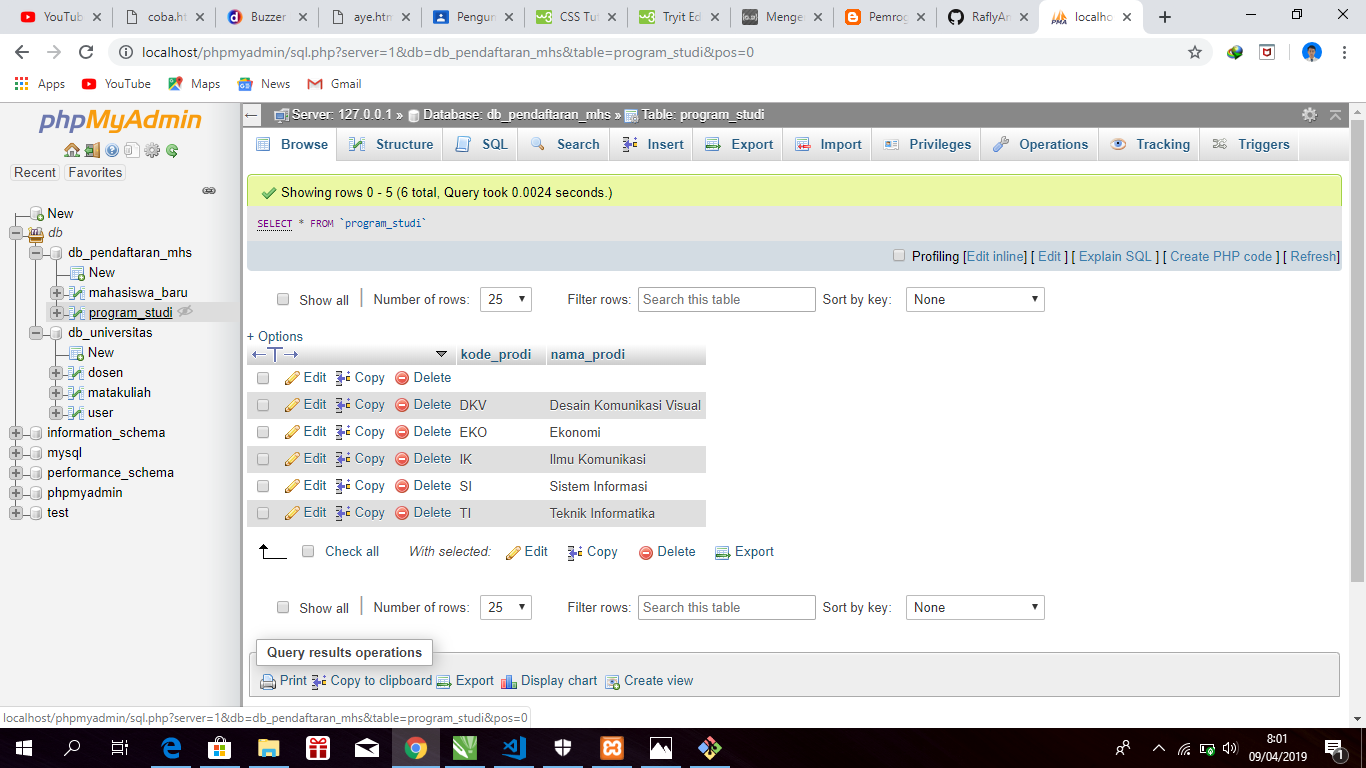 YouTub
coba.ht
Buzzer
aye.htm
Pengun
CSS Tut
Tryit Ed
Menge
Pemrog
RaflyAn
localho
localhost/phpmyadmin/sql.php?server=1&db=db_pendaftaran_mhs&table=program_studi&pos=0
Apps YouTube Maps News Gmail
phpMyAdmin
Recent Favorites
New
db
db_pendaftaran_mhs
New
mahasiswa_baru
program_studi
db_universitas
New
dosen
matakuliah
user
information_schema
mysql
performance_schema
phpmyadmin
test
Server: 127.0.0.1 » Database: db_pendaftaran_mhs » Table: program_studi
Browse Structure SQL Search Insert Export Import Privileges Operations Tracking Triggers
Showing rows 0 - 5 (6 total, Query took 0.0024 seconds.)
SELECT * FROM `program_studi`
Profiling [Edit inline] [ Edit ] [ Explain SQL ] [ Create PHP code ] [ Refresh]
Show all | Number of rows: 25 Filter rows: Search this table Sort by key: None
+ Options
←T→ kode_prodi nama_prodi
Edit Copy Delete
Edit Copy Delete DKV Desain Komunikasi Visual
Edit Copy Delete EKO Ekonomi
Edit Copy Delete IK Ilmu Komunikasi
Edit Copy Delete SI Sistem Informasi
Edit Copy Delete TI Teknik Informatika
Check all With selected: Edit Copy Delete Export
Show all | Number of rows: 25 Filter rows: Search this table Sort by key: None
Query results operations
Print Copy to clipboard Export Display chart Create view
localhost/phpmyadmin/sql.php?server=1&db=db_pendaftaran_mhs&table=program_studi&pos=0
8:01
09/04/2019
1